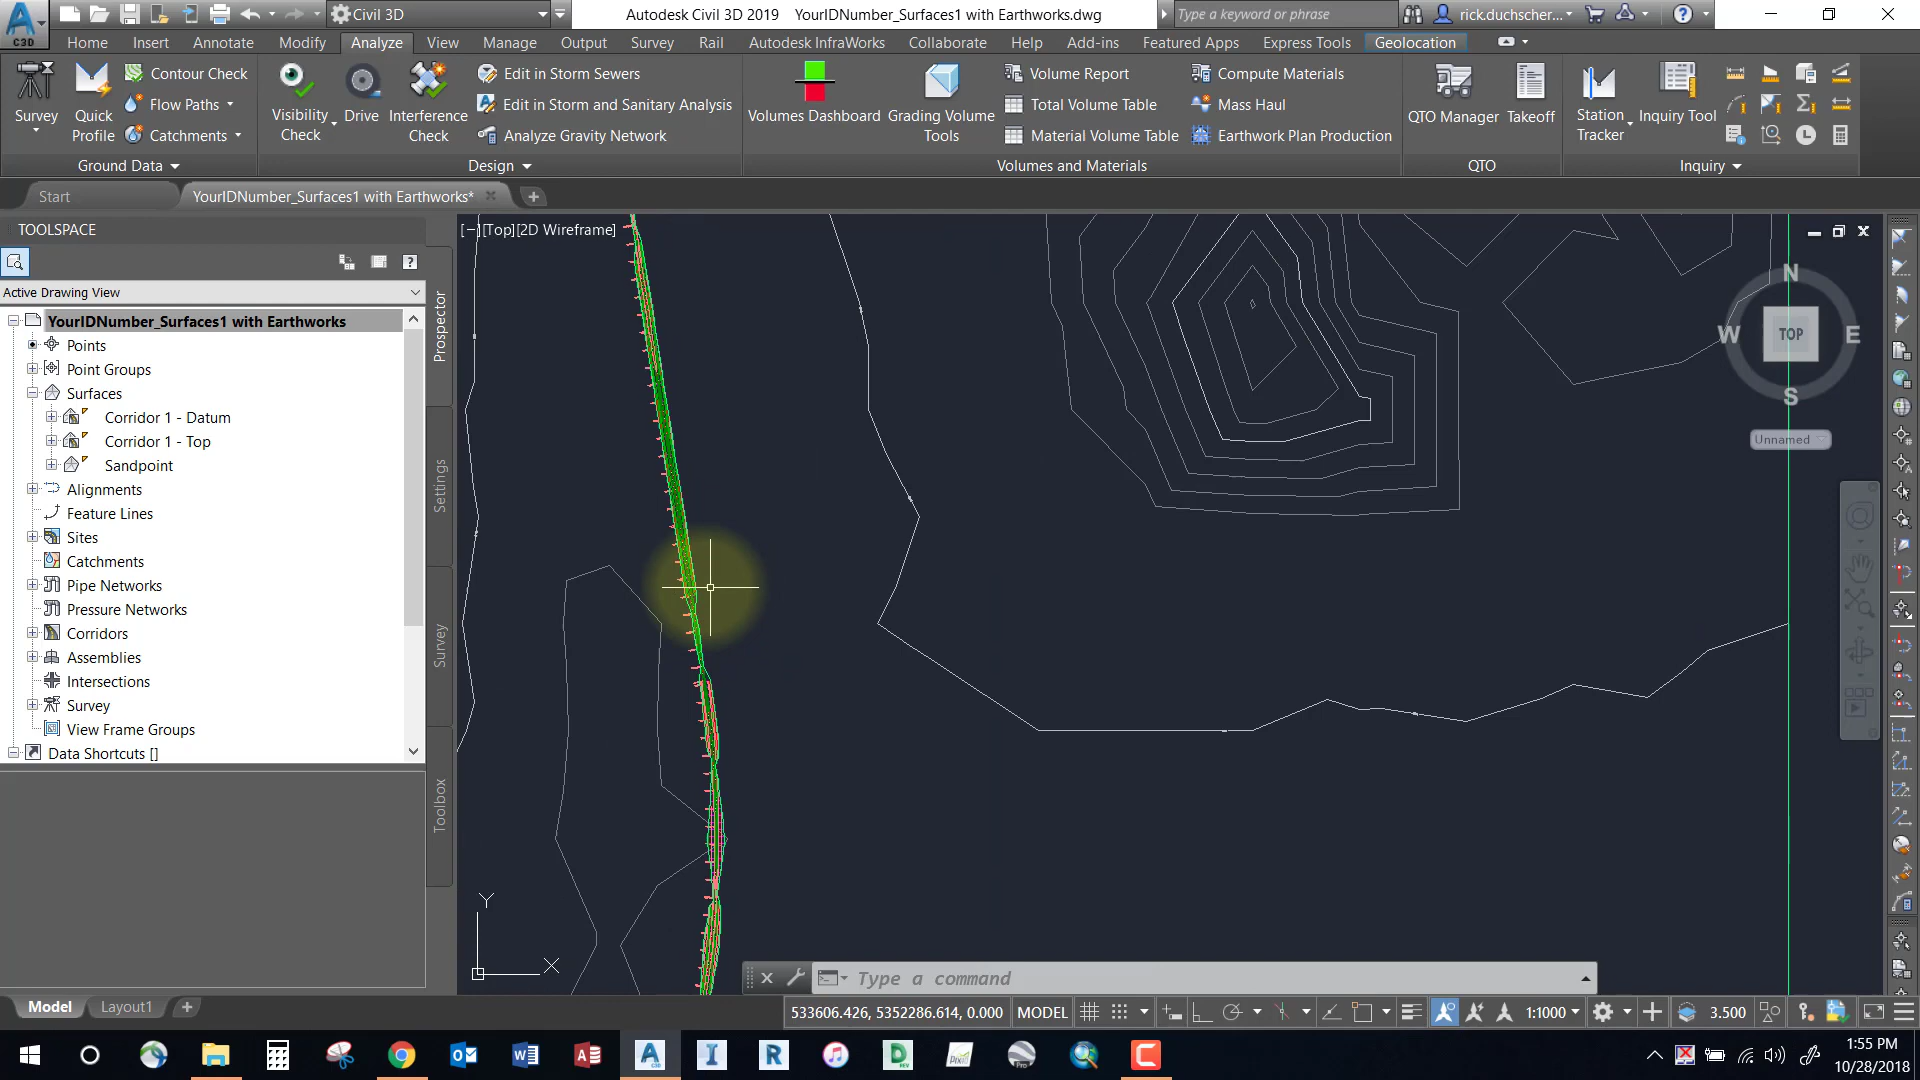 C3D
Civil 3D
Autodesk Civil 3D 2019 YourIDNumber_Surfaces1 with Earthworks.dwg
Type a keyword or phrase
rick.duchscher...
Home Insert Annotate Modify Analyze View Manage Output Survey Rail Autodesk InfraWorks Collaborate Help Add-ins Featured Apps Express Tools Geolocation
Survey
Quick Profile
Contour Check
Flow Paths
Catchments
Visibility Check
Drive
Interference Check
Edit in Storm Sewers
Edit in Storm and Sanitary Analysis
Analyze Gravity Network
Volumes Dashboard
Grading Volume Tools
Volume Report
Total Volume Table
Material Volume Table
Compute Materials
Mass Haul
Earthwork Plan Production
QTO Manager
Takeoff
Station Tracker
Inquiry Tool
Ground Data
Design
Volumes and Materials
QTO
Inquiry
Start
YourIDNumber_Surfaces1 with Earthworks*
TOOLSPACE
Active Drawing View
YourIDNumber_Surfaces1 with Earthworks
Points
Point Groups
Surfaces
Corridor 1 - Datum
Corridor 1 - Top
Sandpoint
Alignments
Feature Lines
Sites
Catchments
Pipe Networks
Pressure Networks
Corridors
Assemblies
Intersections
Survey
View Frame Groups
Data Shortcuts []
Prospector
Settings
Survey
Toolbox
[−][Top][2D Wireframe]
N
W
TOP
E
S
Unnamed
Y
X
Type a command
Model
Layout1
533606.426, 5352286.614, 0.000
MODEL
1:1000
3.500
1:55 PM
10/28/2018